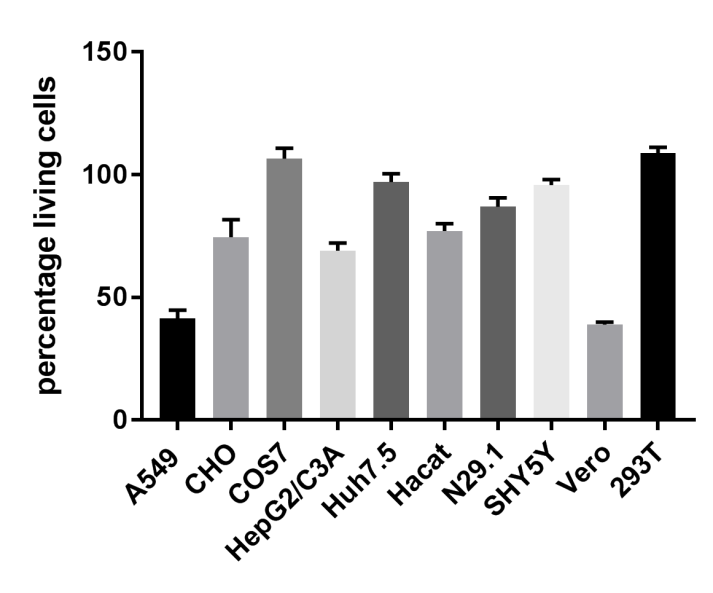 percentage living cells
150
100
50
0
A549
CHO
COS7
HepG2/C3A
Huh7.5
Hacat
N29.1
SHY5Y
Vero
293T